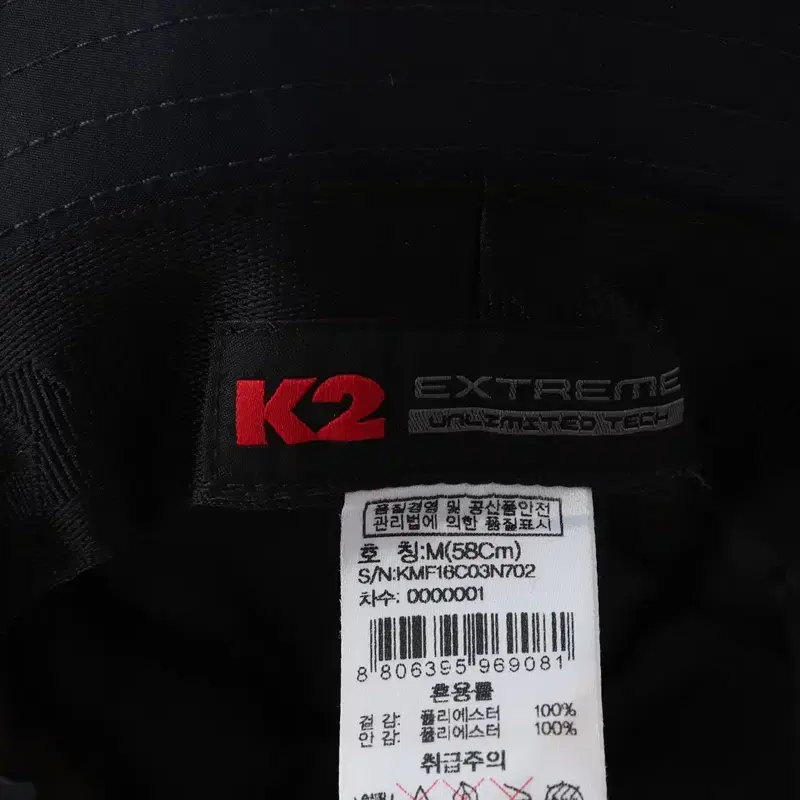 K2 EXTREME
UNLIMITED TECH
품질경영 및 공산품안전
관리법에 의한 품질표시
호 칭:M(58Cm)
S/N:KMF16C03N702
차수: 0000001
8 806395 969081
혼용률
겉 감: 폴리에스터 100%
안 감: 폴리에스터 100%
취급주의